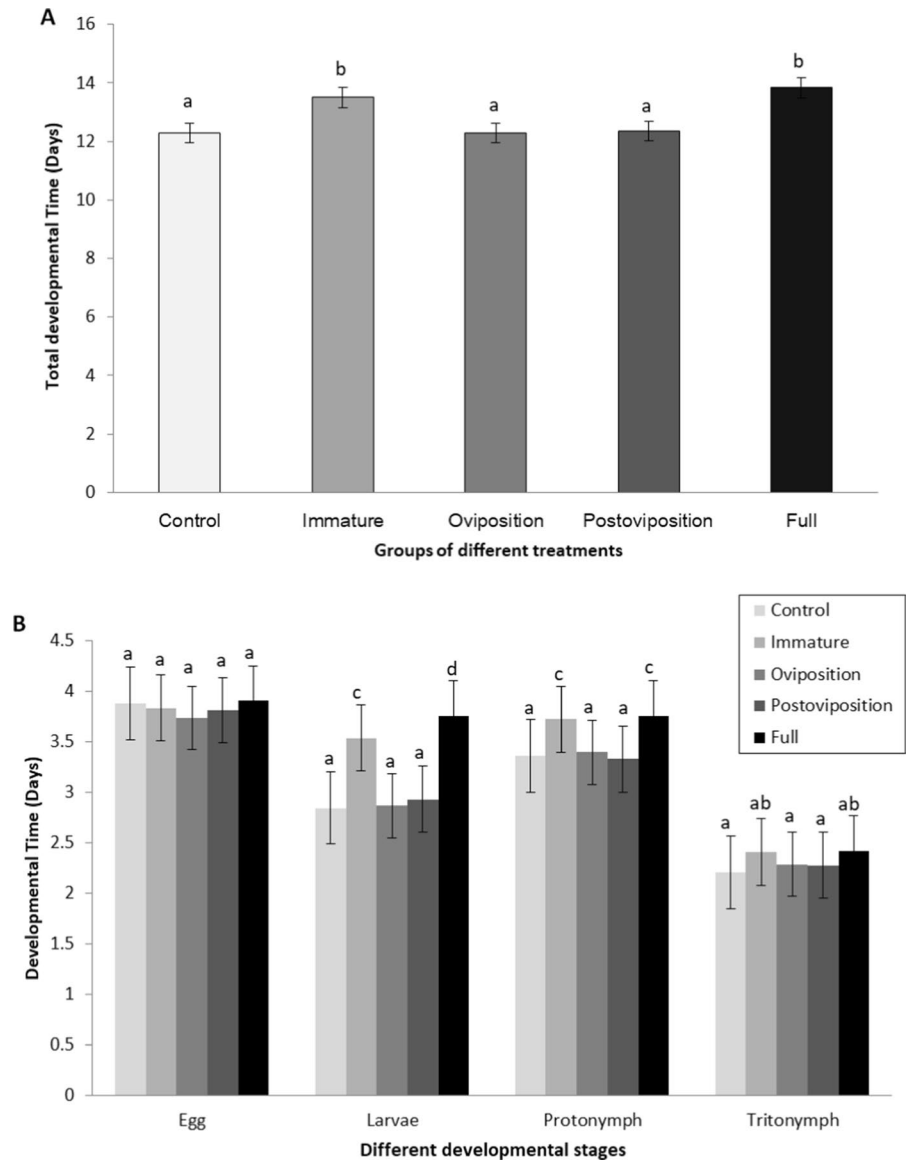 A
Total developmental Time (Days)
16
14
12
10
8
6
4
2
0
a
b
a
a
b
Control Immature Oviposition Postoviposition Full
Groups of different treatments
B
Developmental Time (Days)
4.5
4
3.5
3
2.5
2
1.5
1
0.5
0
a a a a a
a c a a d
a c a a c
a ab a a ab
Control
Immature
Oviposition
Postoviposition
Full
Egg Larvae Protonymph Tritonymph
Different developmental stages